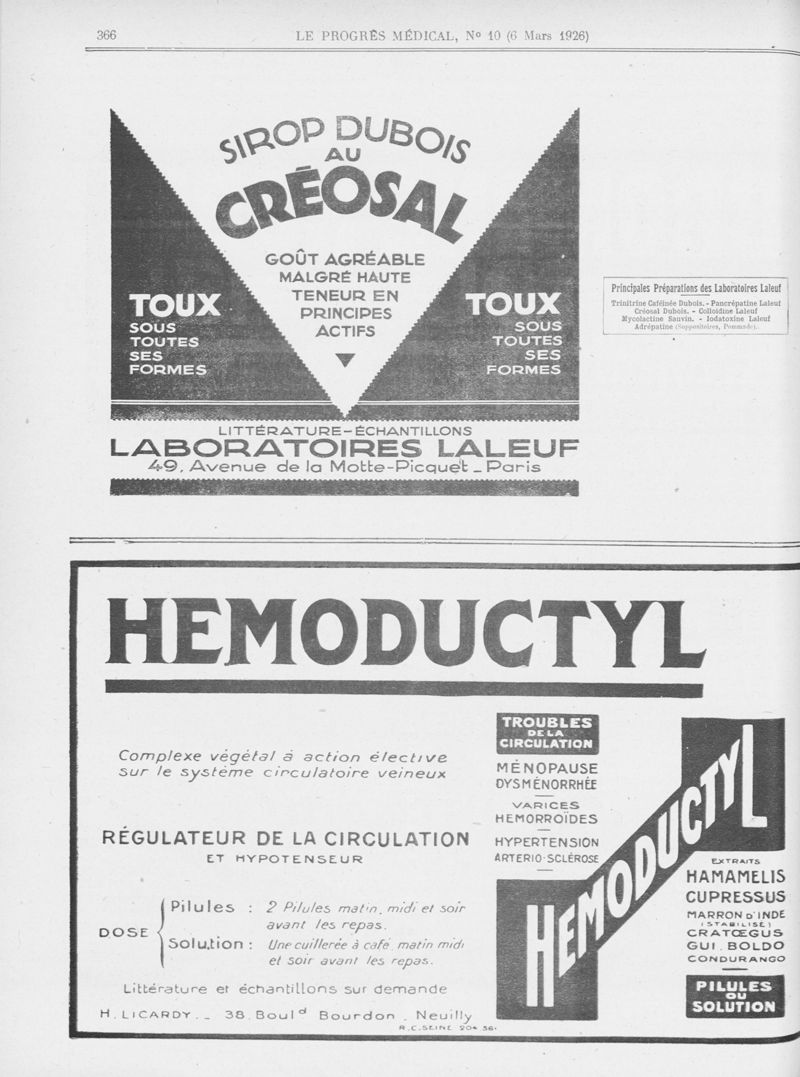 366
LE PROGRÈS MÉDICAL, No 10 (6 Mars 1926)
SIROP DUBOIS
AU
CRÉOSAL
GOÛT AGRÉABLE
MALGRÉ HAUTE
TENEUR EN
PRINCIPES
ACTIFS
TOUX
SOUS
TOUTES
SES
FORMES
TOUX
SOUS
TOUTES
SES
FORMES
LITTÉRATURE-ÉCHANTILLONS
LABORATOIRES LALEUF
49, Avenue de la Motte-Picquet _ Paris
Principales Préparations des Laboratoires Laleuf
Trinitrine Caféinée Dubois. - Pancrépatine Laleuf
Créosal Dubois. - Colloidine Laleuf
Mycolactine Sauvin. - Iodatoxine Laleuf
Adrépatine (Suppositoires, Pommade).
HEMODUCTYL
Complexe végétal à action élective
sur le système circulatoire veineux
RÉGULATEUR DE LA CIRCULATION
ET HYPOTENSEUR
DOSE
Pilules : 2 Pilules matin, midi et soir
avant les repas.
Solution : Une cuillerée à café matin midi
et soir avant les repas.
Littérature et échantillons sur demande
H. LICARDY _ 38, Bould Bourdon _ Neuilly
R.C. SEINE 204 361
TROUBLES
DE LA
CIRCULATION
MÉNOPAUSE
DYSMÉNORRHÉE
VARICES
HEMORROÏDES
HYPERTENSION
ARTERIO-SCLÉROSE
HEMODUCTYL
EXTRAITS
HAMAMELIS
CUPRESSUS
MARRON D'INDE
(STABILISÉ)
CRATŒGUS
GUI. BOLDO
CONDURANGO
PILULES
OU
SOLUTION